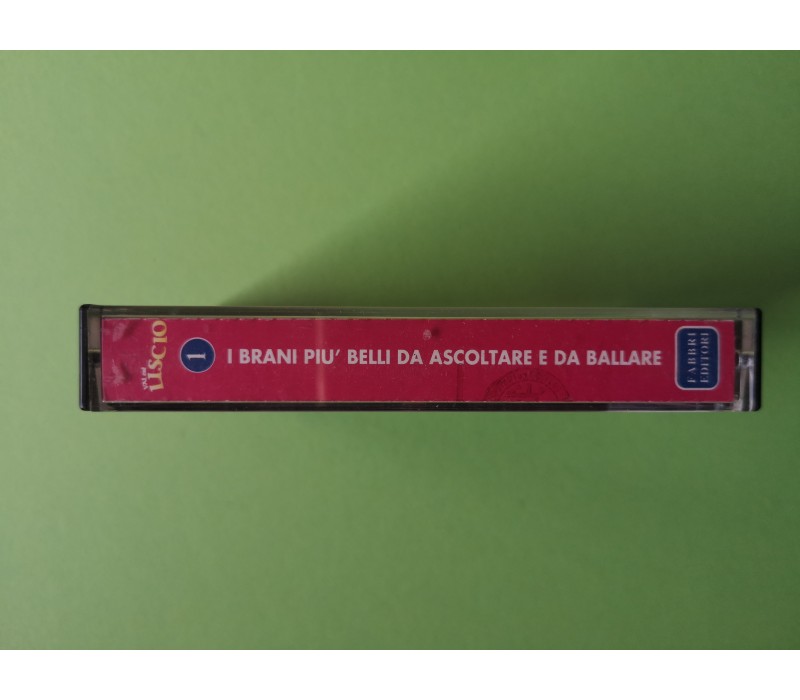 LISCIO
1
I BRANI PIU' BELLI DA ASCOLTARE E DA BALLARE
FABBRI
EDITORI